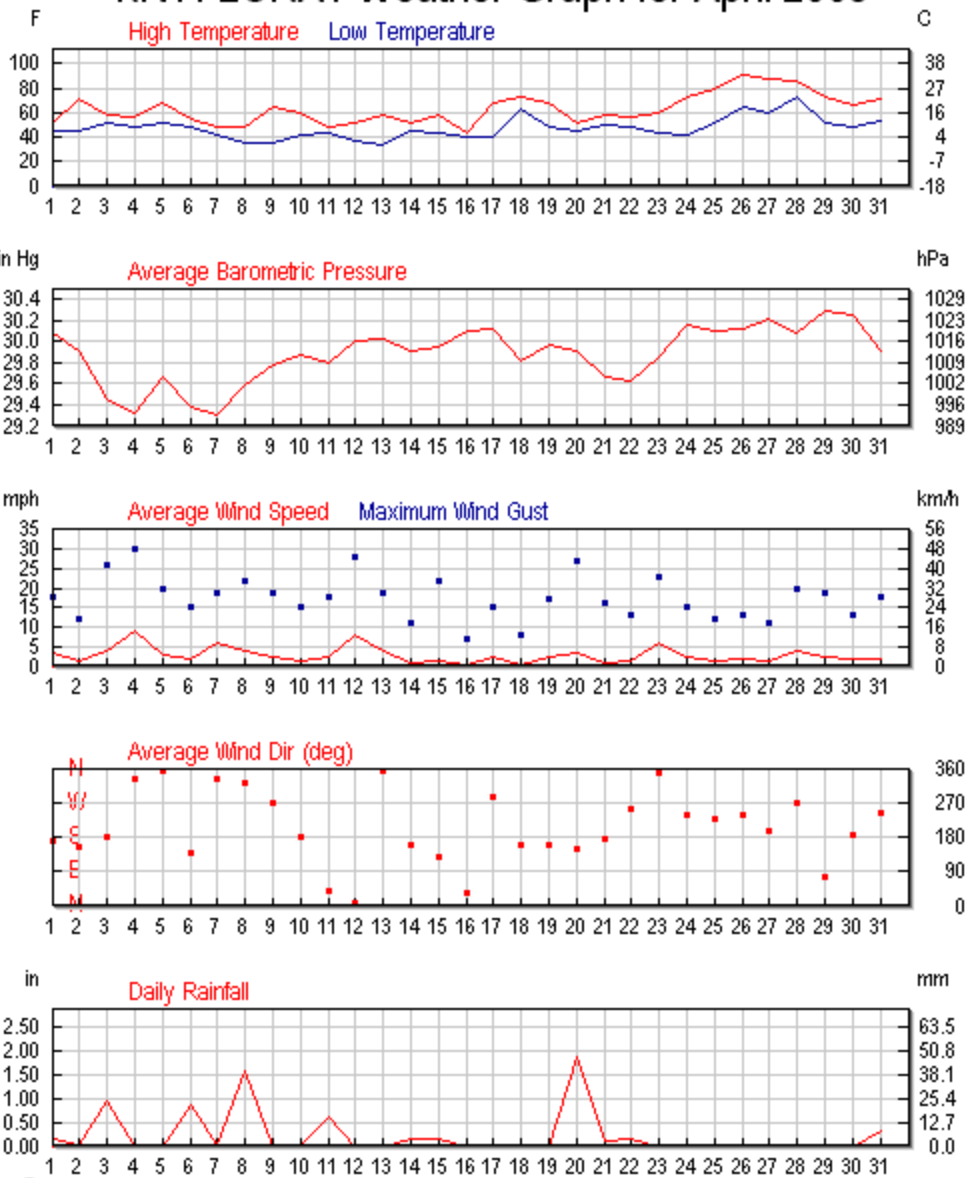 Weather Graph for April
F C
High Temperature Low Temperature
100 38
80 27
60 16
40 4
20 -7
0 -18
1 2 3 4 5 6 7 8 9 10 11 12 13 14 15 16 17 18 19 20 21 22 23 24 25 26 27 28 29 30 31
in Hg hPa
Average Barometric Pressure
30.4 1029
30.2 1023
30.0 1016
29.8 1009
29.6 1002
29.4 996
29.2 989
1 2 3 4 5 6 7 8 9 10 11 12 13 14 15 16 17 18 19 20 21 22 23 24 25 26 27 28 29 30 31
mph km/h
Average Wind Speed Maximum Wind Gust
35 56
30 48
25 40
20 32
15 24
10 16
5 8
0 0
1 2 3 4 5 6 7 8 9 10 11 12 13 14 15 16 17 18 19 20 21 22 23 24 25 26 27 28 29 30 31
Average Wind Dir (deg)
N 360
W 270
S 180
E 90
N 0
1 2 3 4 5 6 7 8 9 10 11 12 13 14 15 16 17 18 19 20 21 22 23 24 25 26 27 28 29 30 31
in mm
Daily Rainfall
2.50 63.5
2.00 50.8
1.50 38.1
1.00 25.4
0.50 12.7
0.00 0.0
1 2 3 4 5 6 7 8 9 10 11 12 13 14 15 16 17 18 19 20 21 22 23 24 25 26 27 28 29 30 31